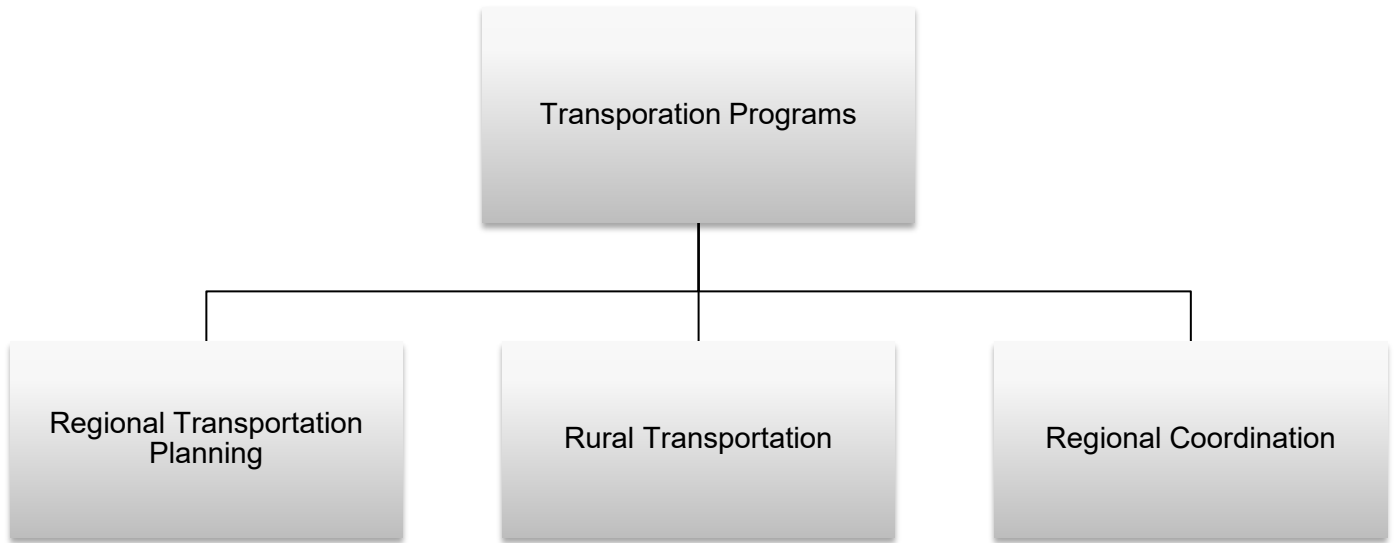 Transporation Programs
Regional Transportation
Planning
Rural Transportation
Regional Coordination